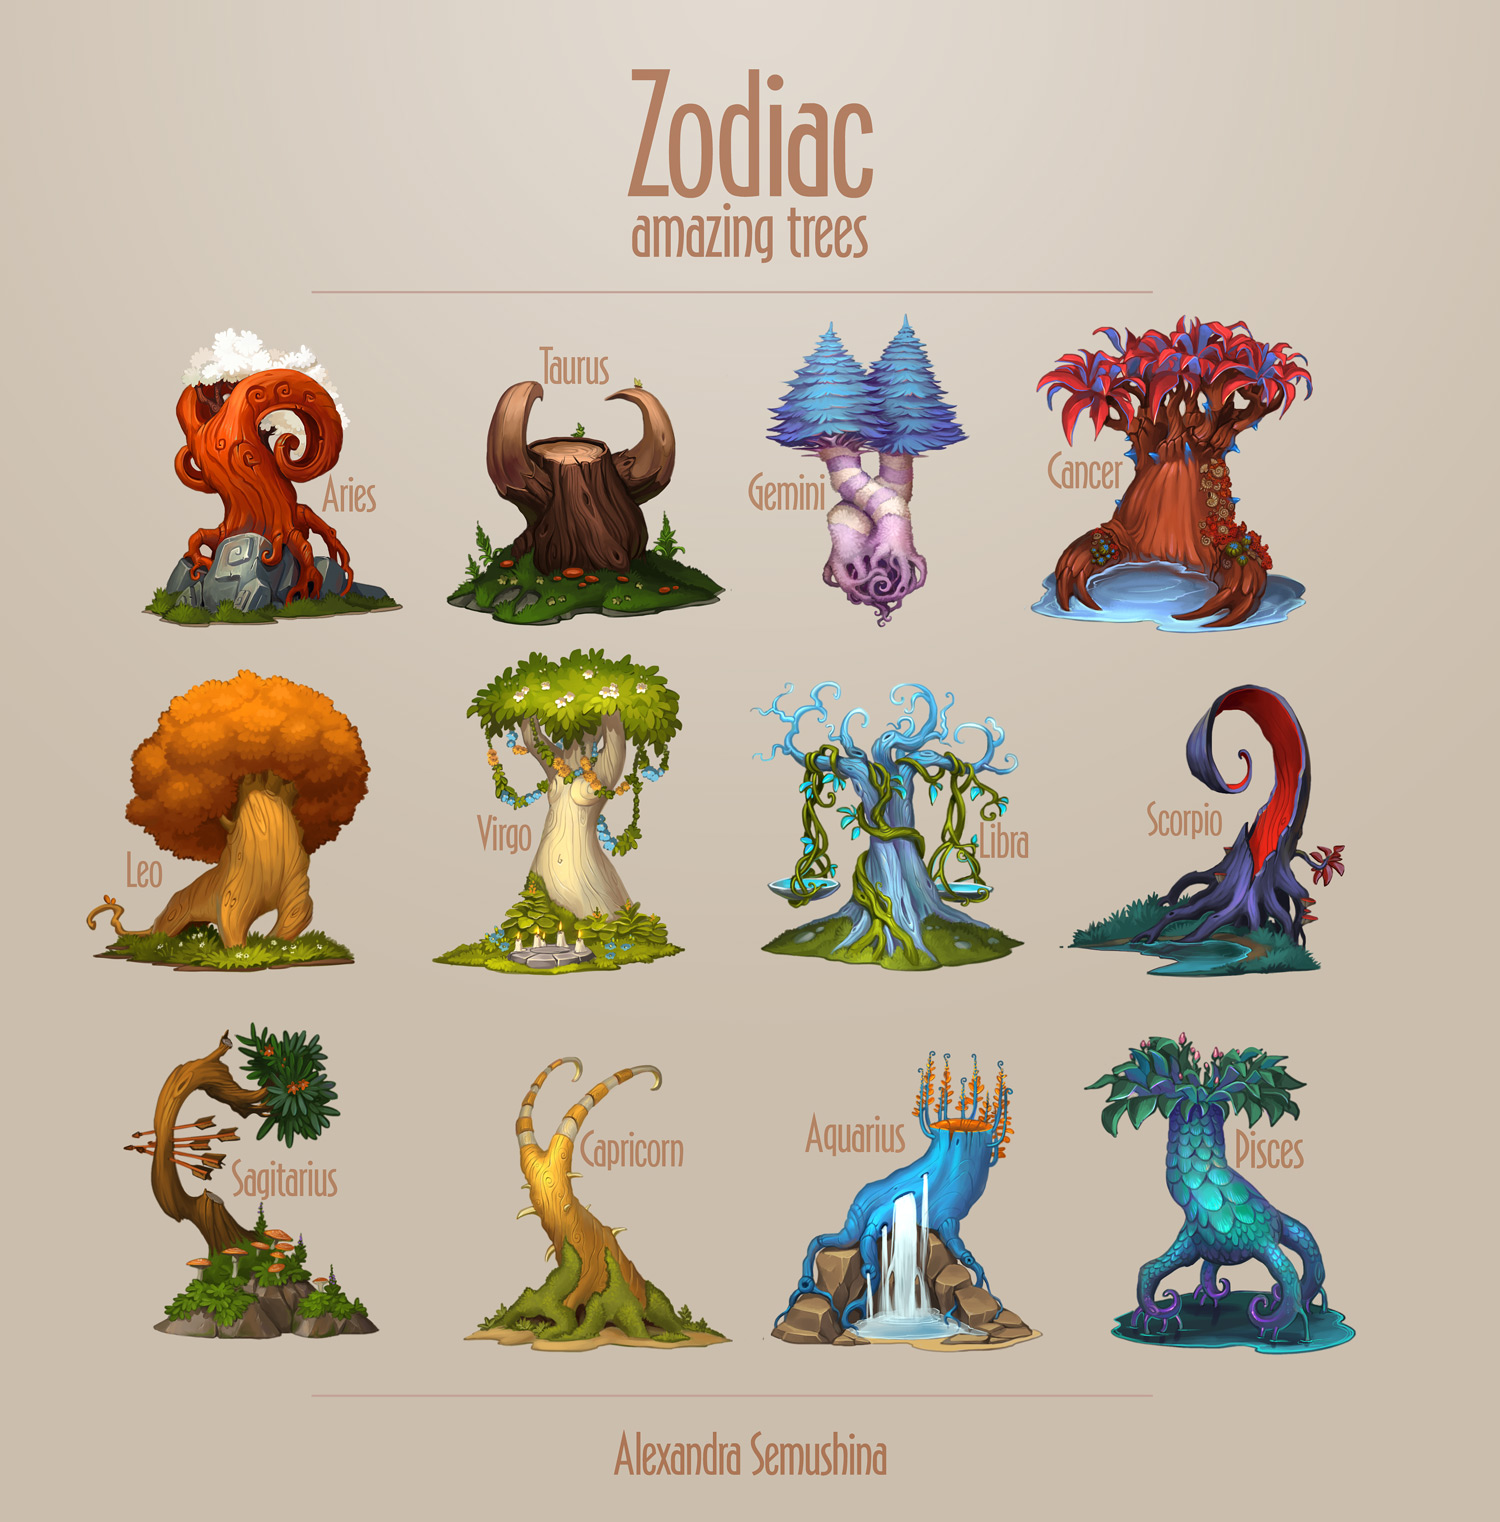 Zodiac
amazing trees
Aries
Taurus
Gemini
Cancer
Leo
Virgo
Libra
Scorpio
Sagitarius
Capricorn
Aquarius
Pisces
Alexandra Semushina